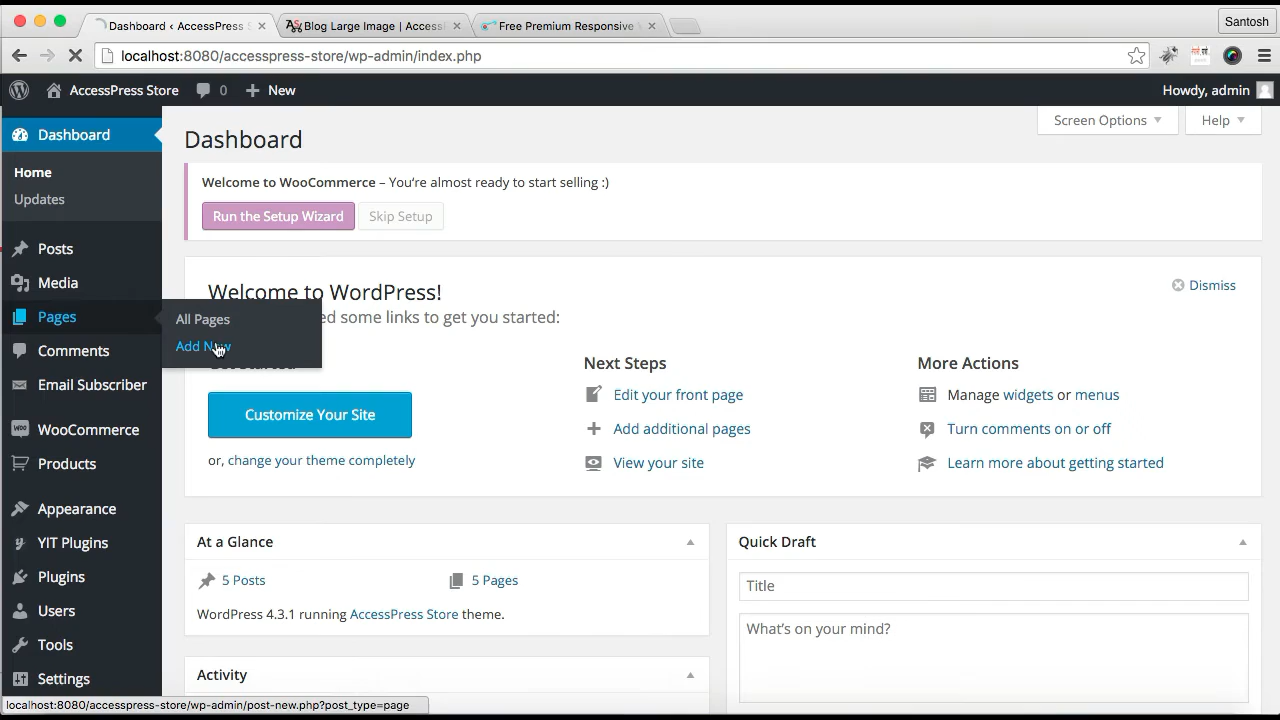 Dashboard ‹ AccessPress S
Blog Large Image | Access
Free Premium Responsive
Santosh
localhost:8080/accesspress-store/wp-admin/index.php
AccessPress Store
0
New
Howdy, admin
Dashboard
Home
Updates
Posts
Media
Pages
Comments
Email Subscriber
WooCommerce
Products
Appearance
YIT Plugins
Plugins
Users
Tools
Settings
All Pages
Add New
Dashboard
Screen Options
Help
Welcome to WooCommerce – You‘re almost ready to start selling :)
Run the Setup Wizard
Skip Setup
Welcome to WordPress!
ed some links to get you started:
Dismiss
Customize Your Site
or, change your theme completely
Next Steps
Edit your front page
Add additional pages
View your site
More Actions
Manage widgets or menus
Turn comments on or off
Learn more about getting started
At a Glance
5 Posts
5 Pages
WordPress 4.3.1 running AccessPress Store theme.
Activity
Quick Draft
Title
What’s on your mind?
localhost:8080/accesspress-store/wp-admin/post-new.php?post_type=page